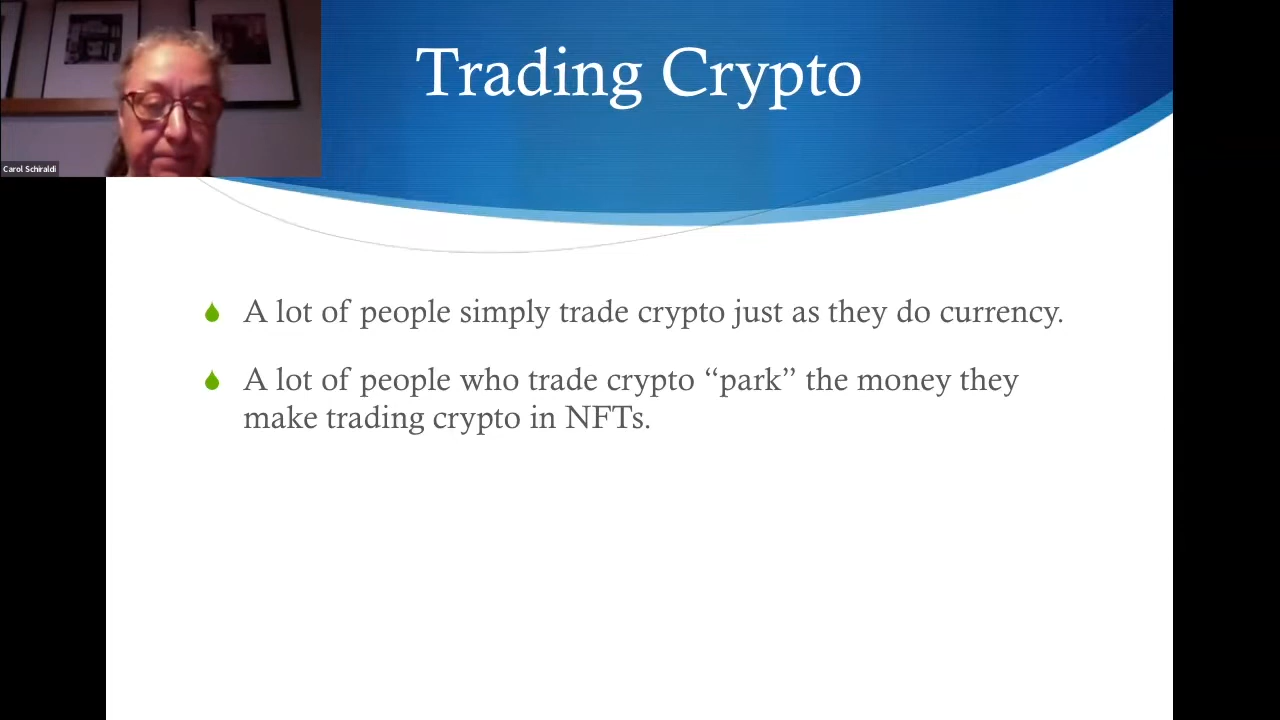 Trading Crypto
Carol Schiraldi
A lot of people simply trade crypto just as they do currency.
A lot of people who trade crypto “park” the money they
make trading crypto in NFTs.